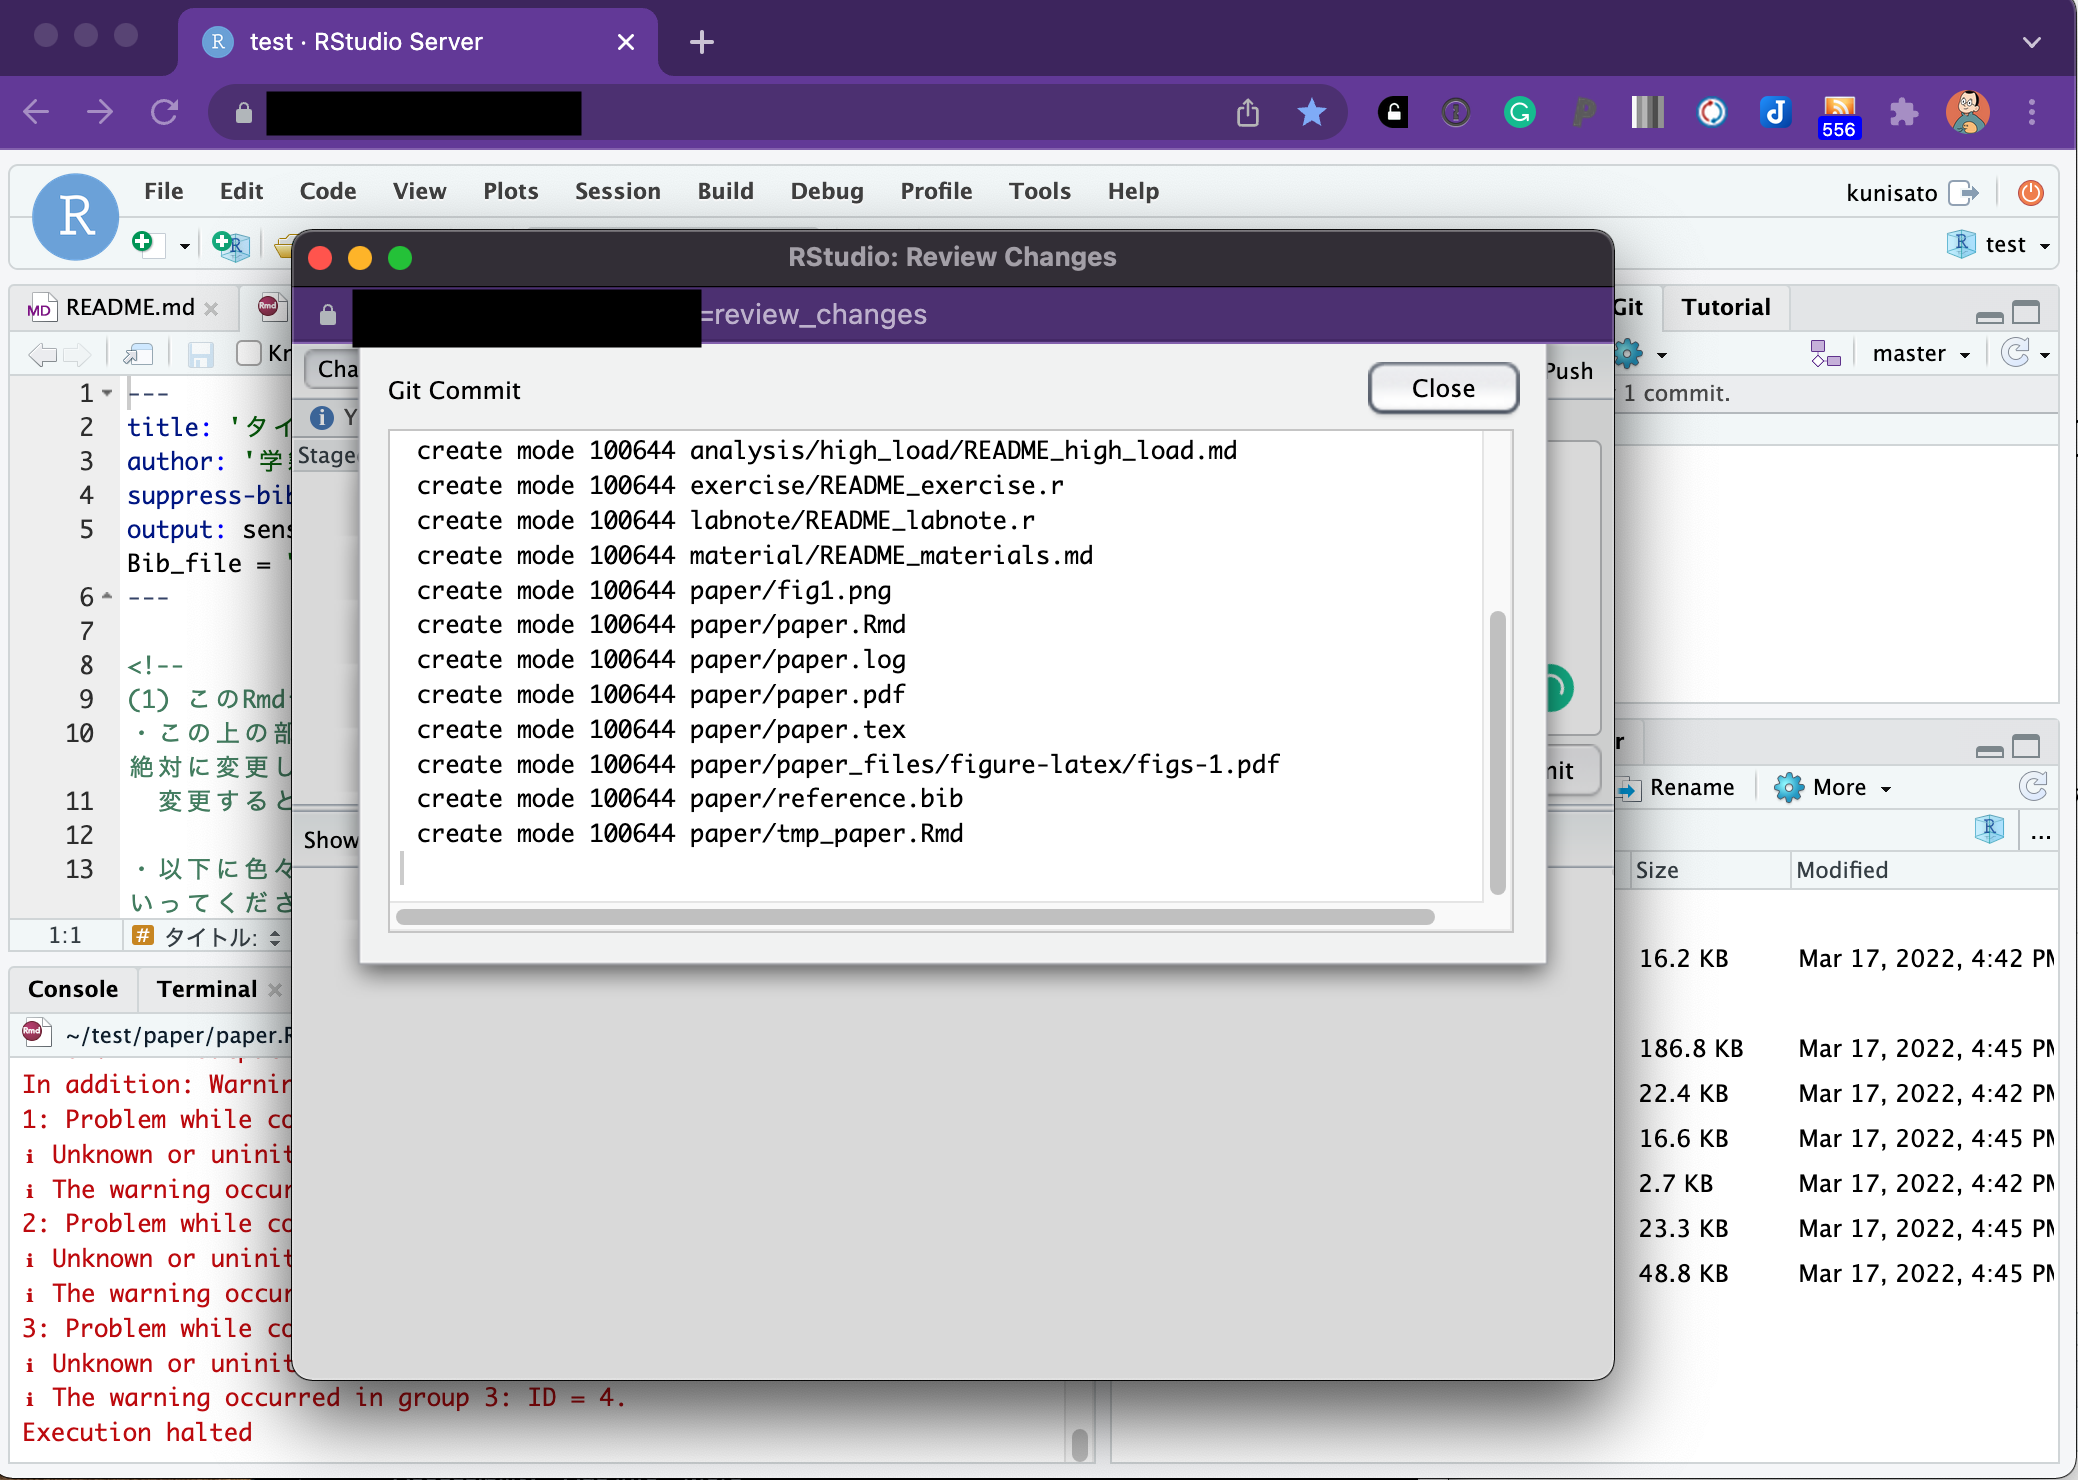 test · RStudio Server
556
File Edit Code View Plots Session Build Debug Profile Tools Help
kunisato
test
RStudio: Review Changes
=review_changes
README.md
Git Tutorial
master
Push
1 commit.
Git Commit
Close
create mode 100644 analysis/high_load/README_high_load.md
create mode 100644 exercise/README_exercise.r
create mode 100644 labnote/README_labnote.r
create mode 100644 material/README_materials.md
create mode 100644 paper/fig1.png
create mode 100644 paper/paper.Rmd
create mode 100644 paper/paper.log
create mode 100644 paper/paper.pdf
create mode 100644 paper/paper.tex
create mode 100644 paper/paper_files/figure-latex/figs-1.pdf
create mode 100644 paper/reference.bib
create mode 100644 paper/tmp_paper.Rmd
Cha
Y
Stage
Show
1 ---
2 title: 'タイ
3 author: '学
4 suppress-bib
5 output: sens
Bib_file = '
6 ---
7
8 <!--
9 (1) このRmd
10 ・この上の部
絶対に変更し
11 変更すると
12
13 ・以下に色々
いってくださ
1:1 # タイトル:
Rename More
...
Size Modified
16.2 KB Mar 17, 2022, 4:42 PM
186.8 KB Mar 17, 2022, 4:45 PM
22.4 KB Mar 17, 2022, 4:42 PM
16.6 KB Mar 17, 2022, 4:45 PM
2.7 KB Mar 17, 2022, 4:42 PM
23.3 KB Mar 17, 2022, 4:45 PM
48.8 KB Mar 17, 2022, 4:45 PM
Console Terminal
~/test/paper/paper.R
In addition: Warnin
1: Problem while co
i Unknown or uninit
i The warning occur
2: Problem while co
i Unknown or uninit
i The warning occur
3: Problem while co
i Unknown or uninit
i The warning occurred in group 3: ID = 4.
Execution halted